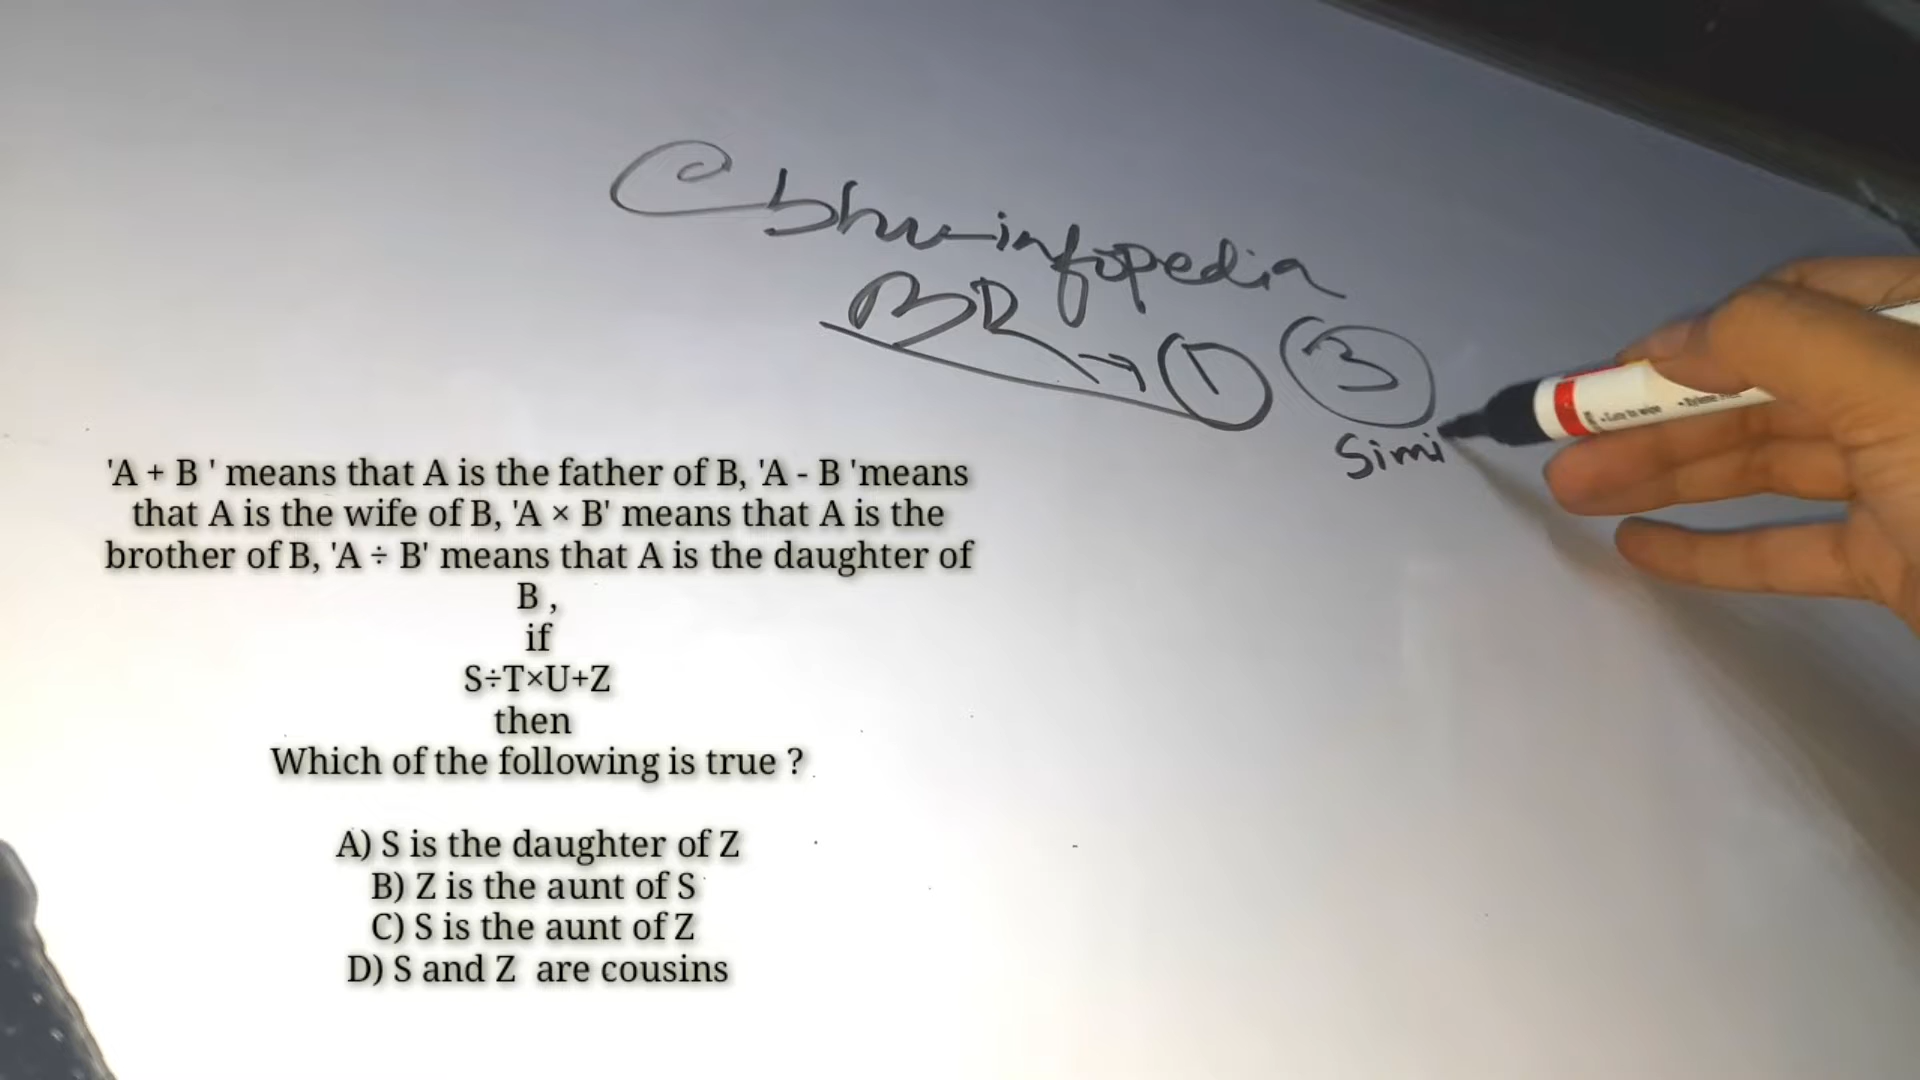 bhu-infopedia
BR → 1 3
Simi
'A + B ' means that A is the father of B, 'A - B 'means
that A is the wife of B, 'A × B' means that A is the
brother of B, 'A ÷ B' means that A is the daughter of
B ,
if
S÷T×U+Z
then
Which of the following is true ?
A) S is the daughter of Z
B) Z is the aunt of S
C) S is the aunt of Z
D) S and Z are cousins